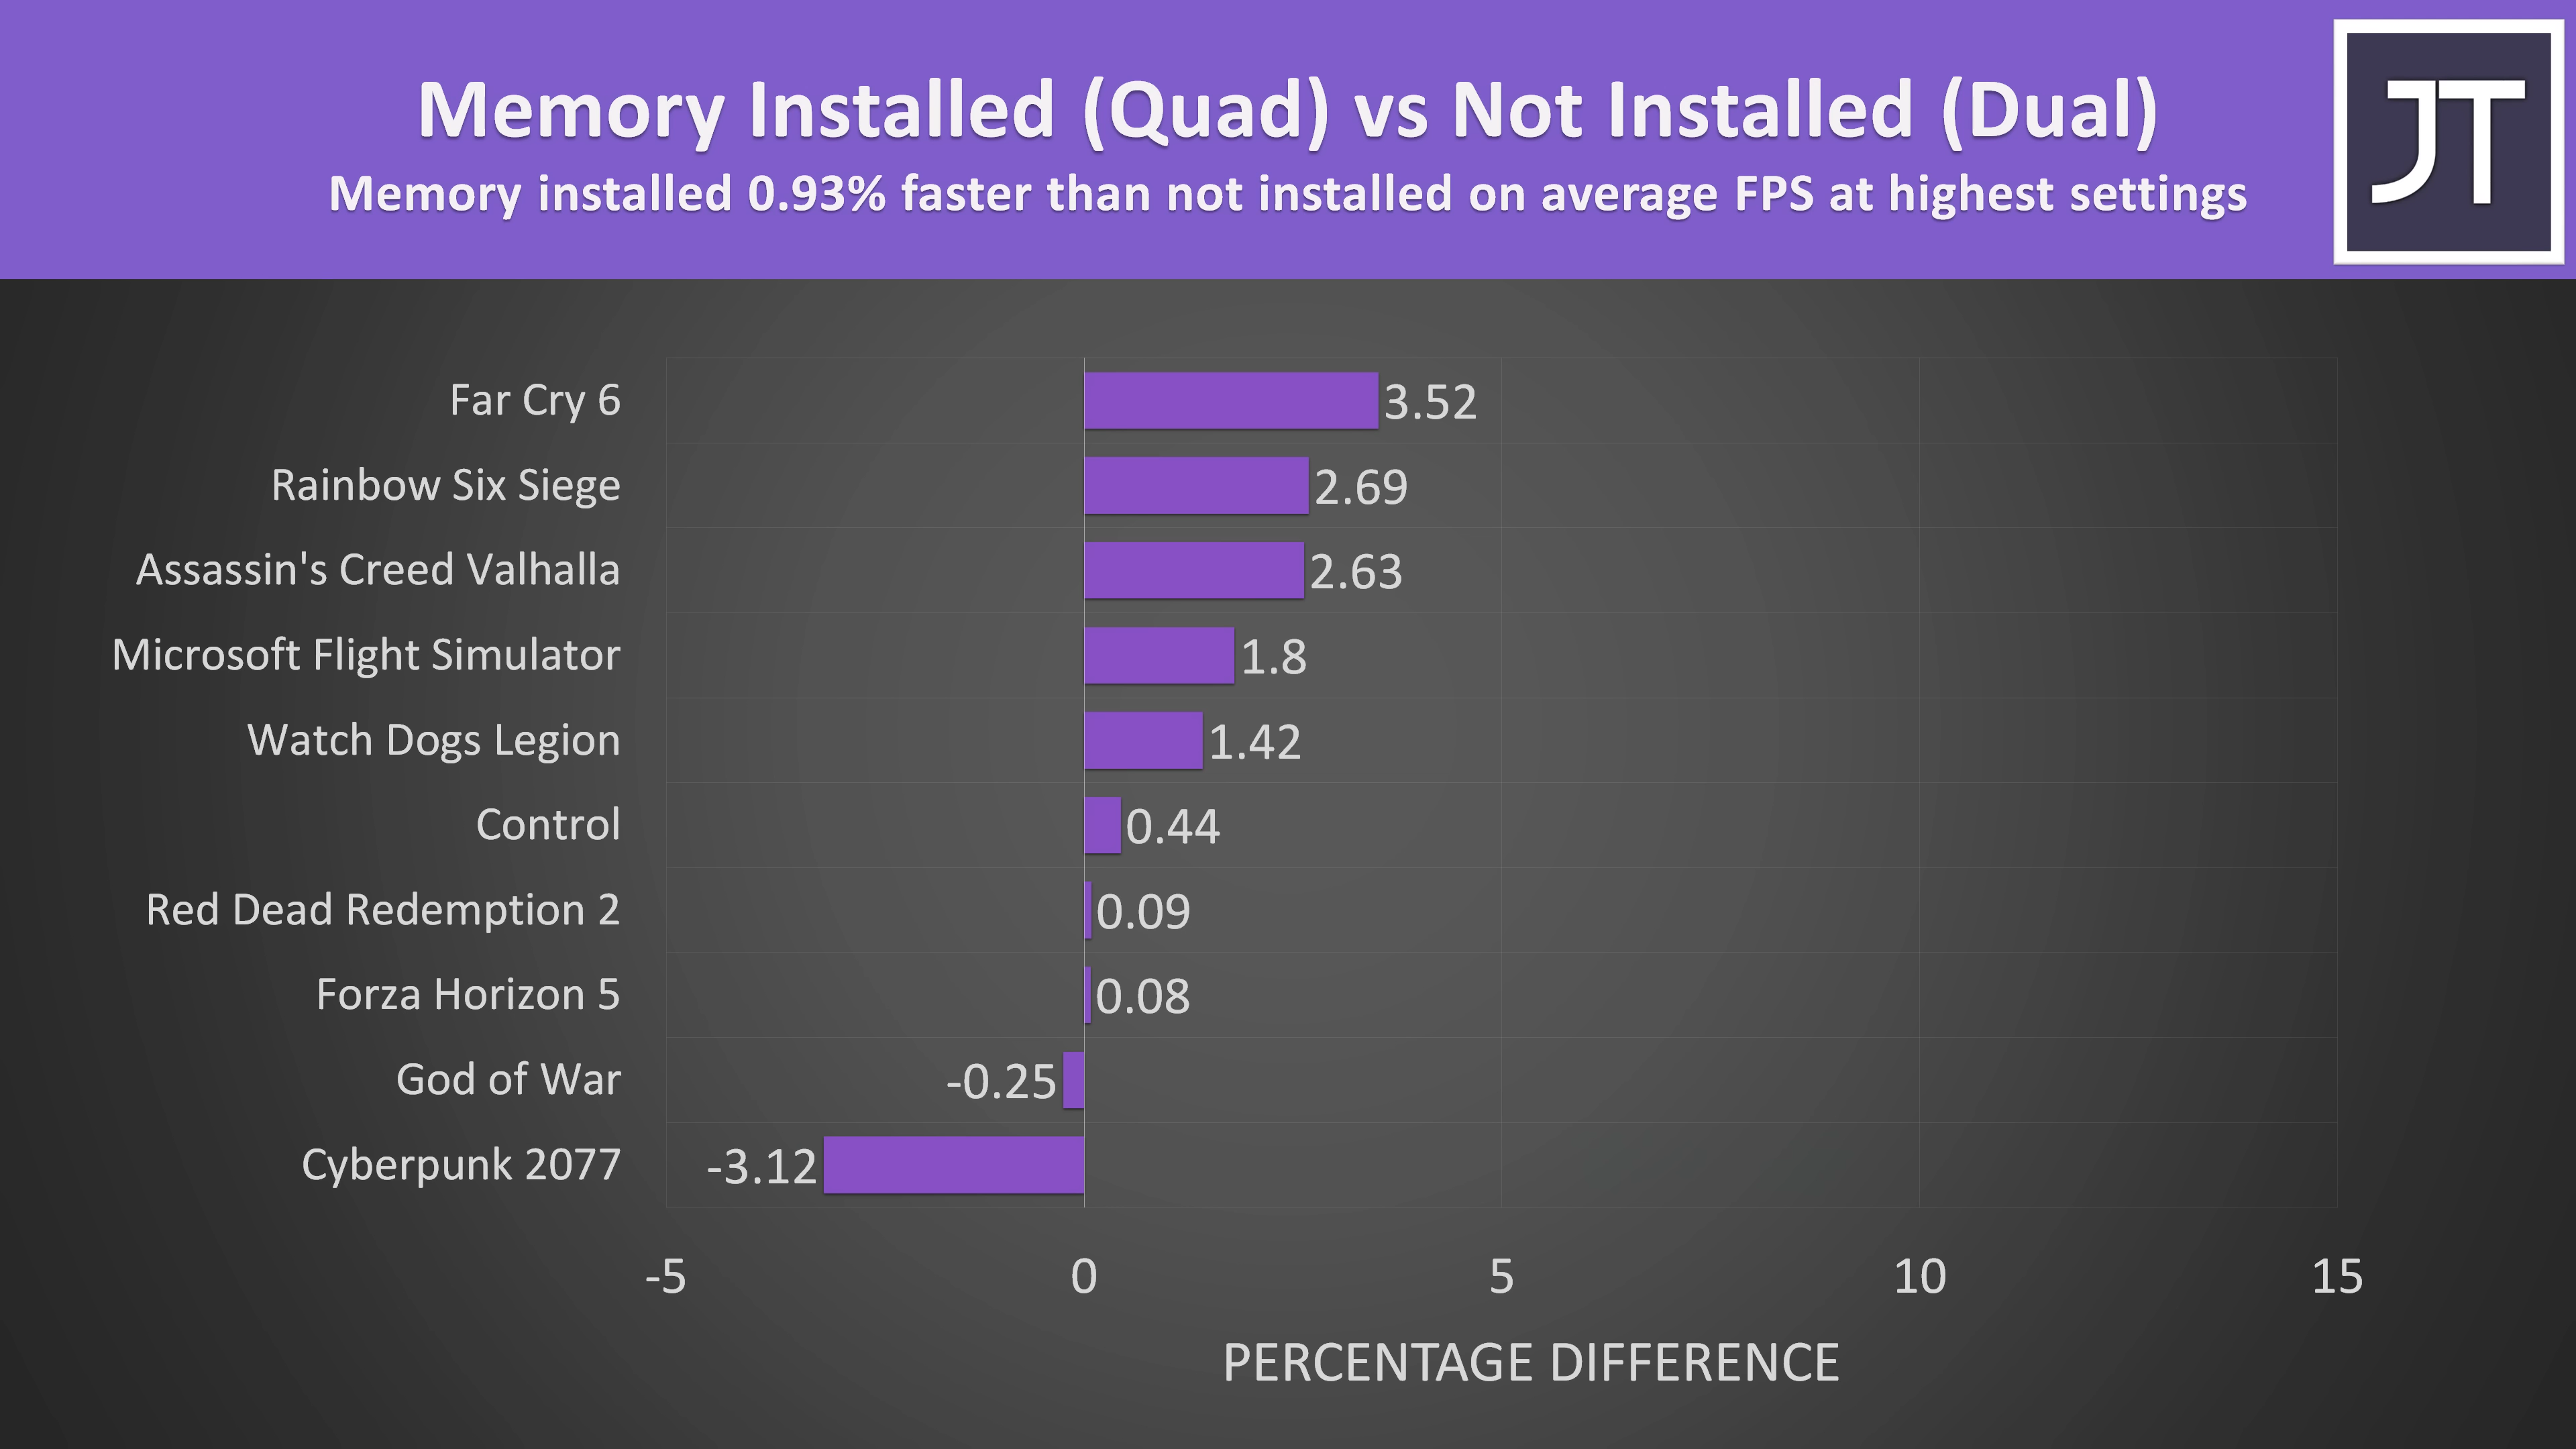 Memory Installed (Quad) vs Not Installed (Dual)
Memory installed 0.93% faster than not installed on average FPS at highest settings
JT
Far Cry 6 3.52
Rainbow Six Siege 2.69
Assassin's Creed Valhalla 2.63
Microsoft Flight Simulator 1.8
Watch Dogs Legion 1.42
Control 0.44
Red Dead Redemption 2 0.09
Forza Horizon 5 0.08
God of War -0.25
Cyberpunk 2077 -3.12
-5 0 5 10 15
PERCENTAGE DIFFERENCE